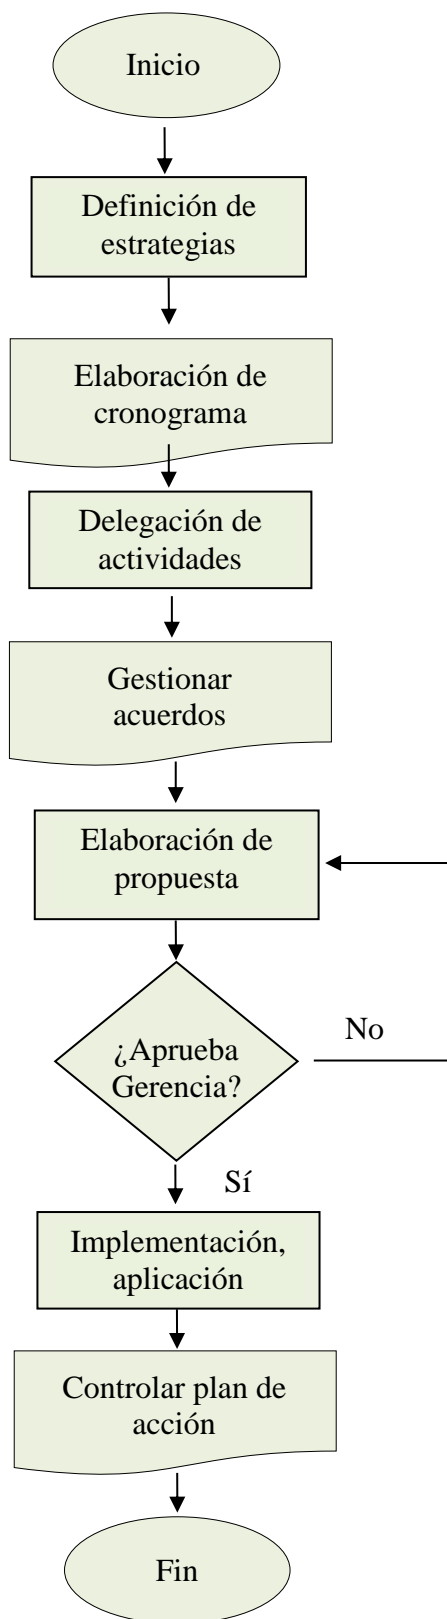 Inicio
Definición de
estrategias
Elaboración de
cronograma
Delegación de
actividades
Gestionar
acuerdos
Elaboración de
propuesta
¿Aprueba
Gerencia?
No
Sí
Implementación,
aplicación
Controlar plan de
acción
Fin